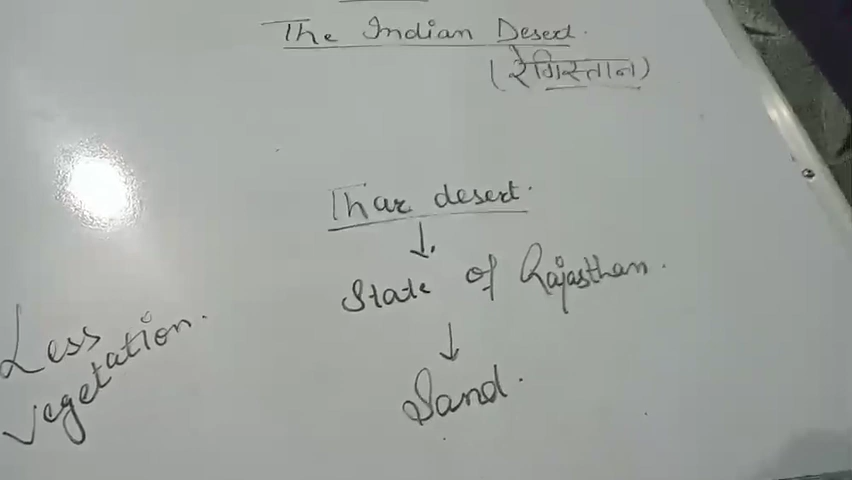 The Indian Desert.
(रेगिस्तान)
Thar desert.
↓
State of Rajasthan.
↓
Sand.
Less
vegetation.